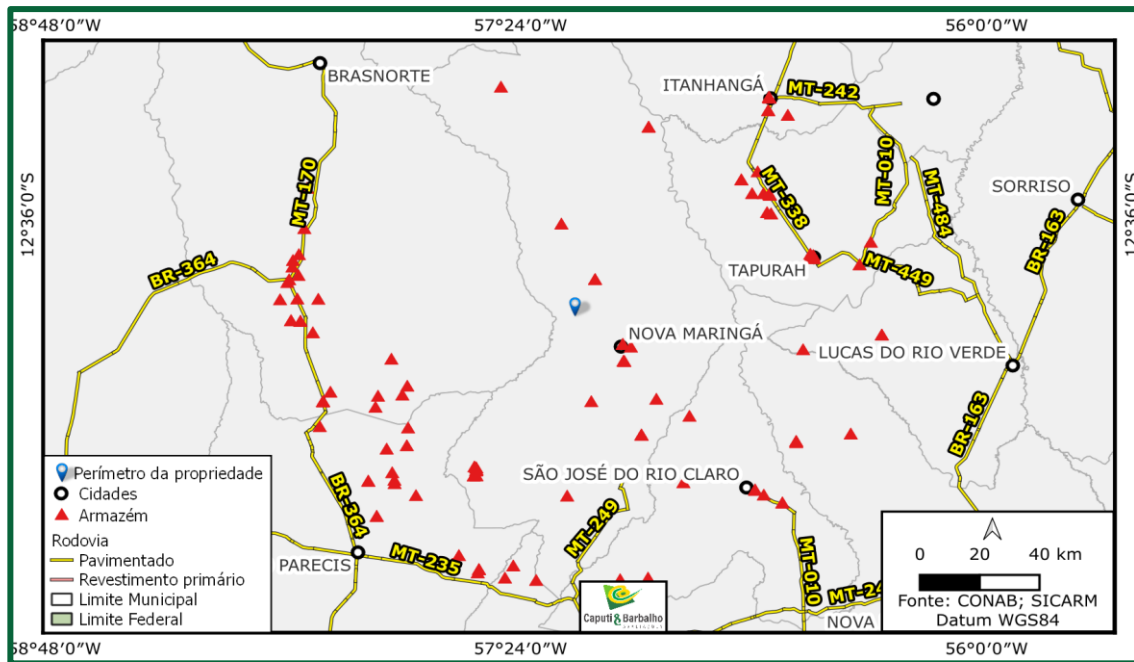 58°48'0"W 57°24'0"W 56°0'0"W
BRASNORTE
ITANHANGÁ
MT-242
MT-170
MT-010
12°36'0"S
MT-338
MT-484
SORRISO
12°36'0"S
BR-364
TAPURAH
MT-449
BR-163
NOVA MARINGÁ
LUCAS DO RIO VERDE
BR-163
Perímetro da propriedade
Cidades
Armazém
Rodovia
Pavimentado
Revestimento primário
Limite Municipal
Limite Federal
SÃO JOSÉ DO RIO CLARO
BR-364
MT-249
PARECIS
MT-235
MT-010
MT-24
NOVA
Caputi & Barbalho
0 20 40 km
Fonte: CONAB; SICARM
Datum WGS84
58°48'0"W 57°24'0"W 56°0'0"W